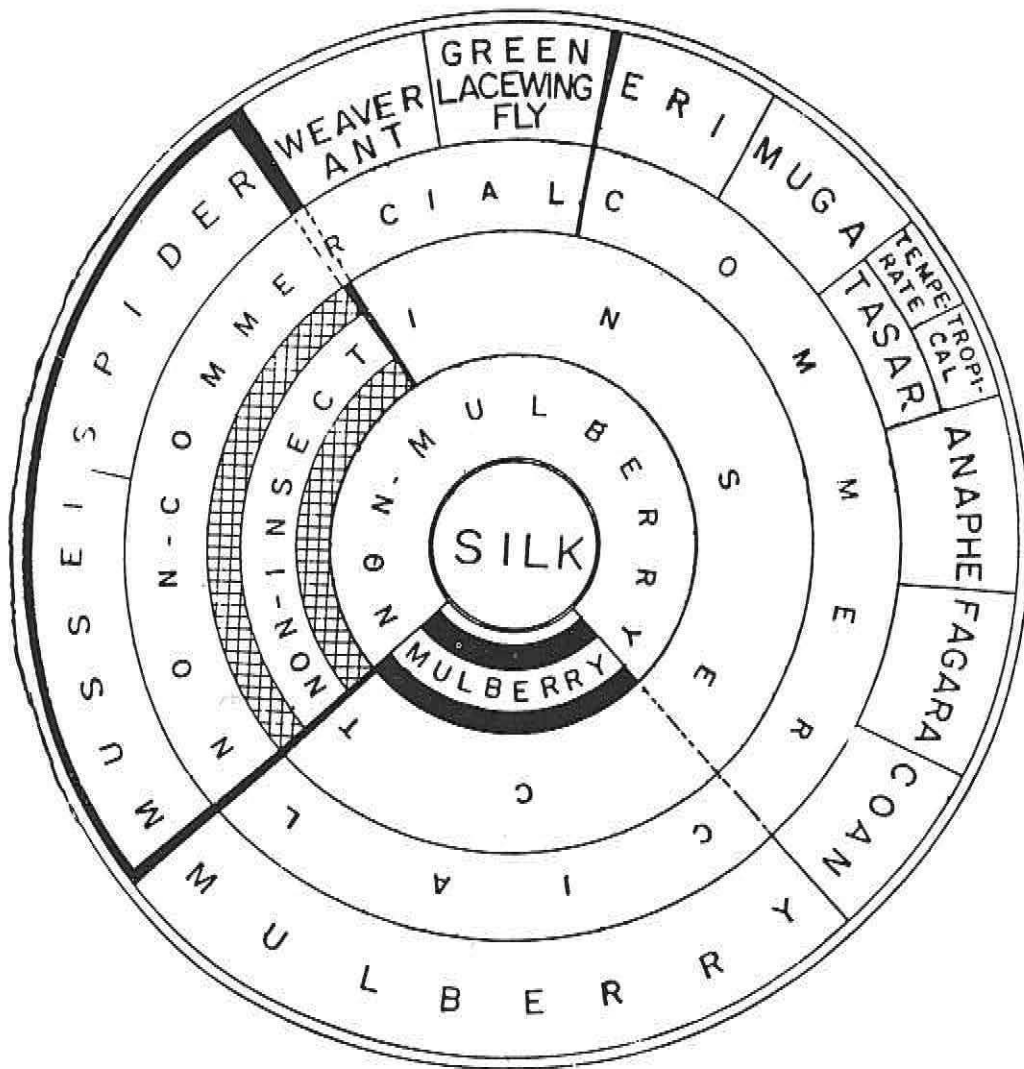 SILK
NON-MULBERRY
MULBERRY
INSECT
NON-INSECT
COMMERCIAL
NON-COMMERCIAL
WEAVER
ANT
GREEN
LACEWING
FLY
ERI
MUGA
TASAR
TEMPE-
RATE
TROPI-
CAL
ANAPHE
FAGARA
COAN
MULBERRY
MUSSEIS
SPIDER